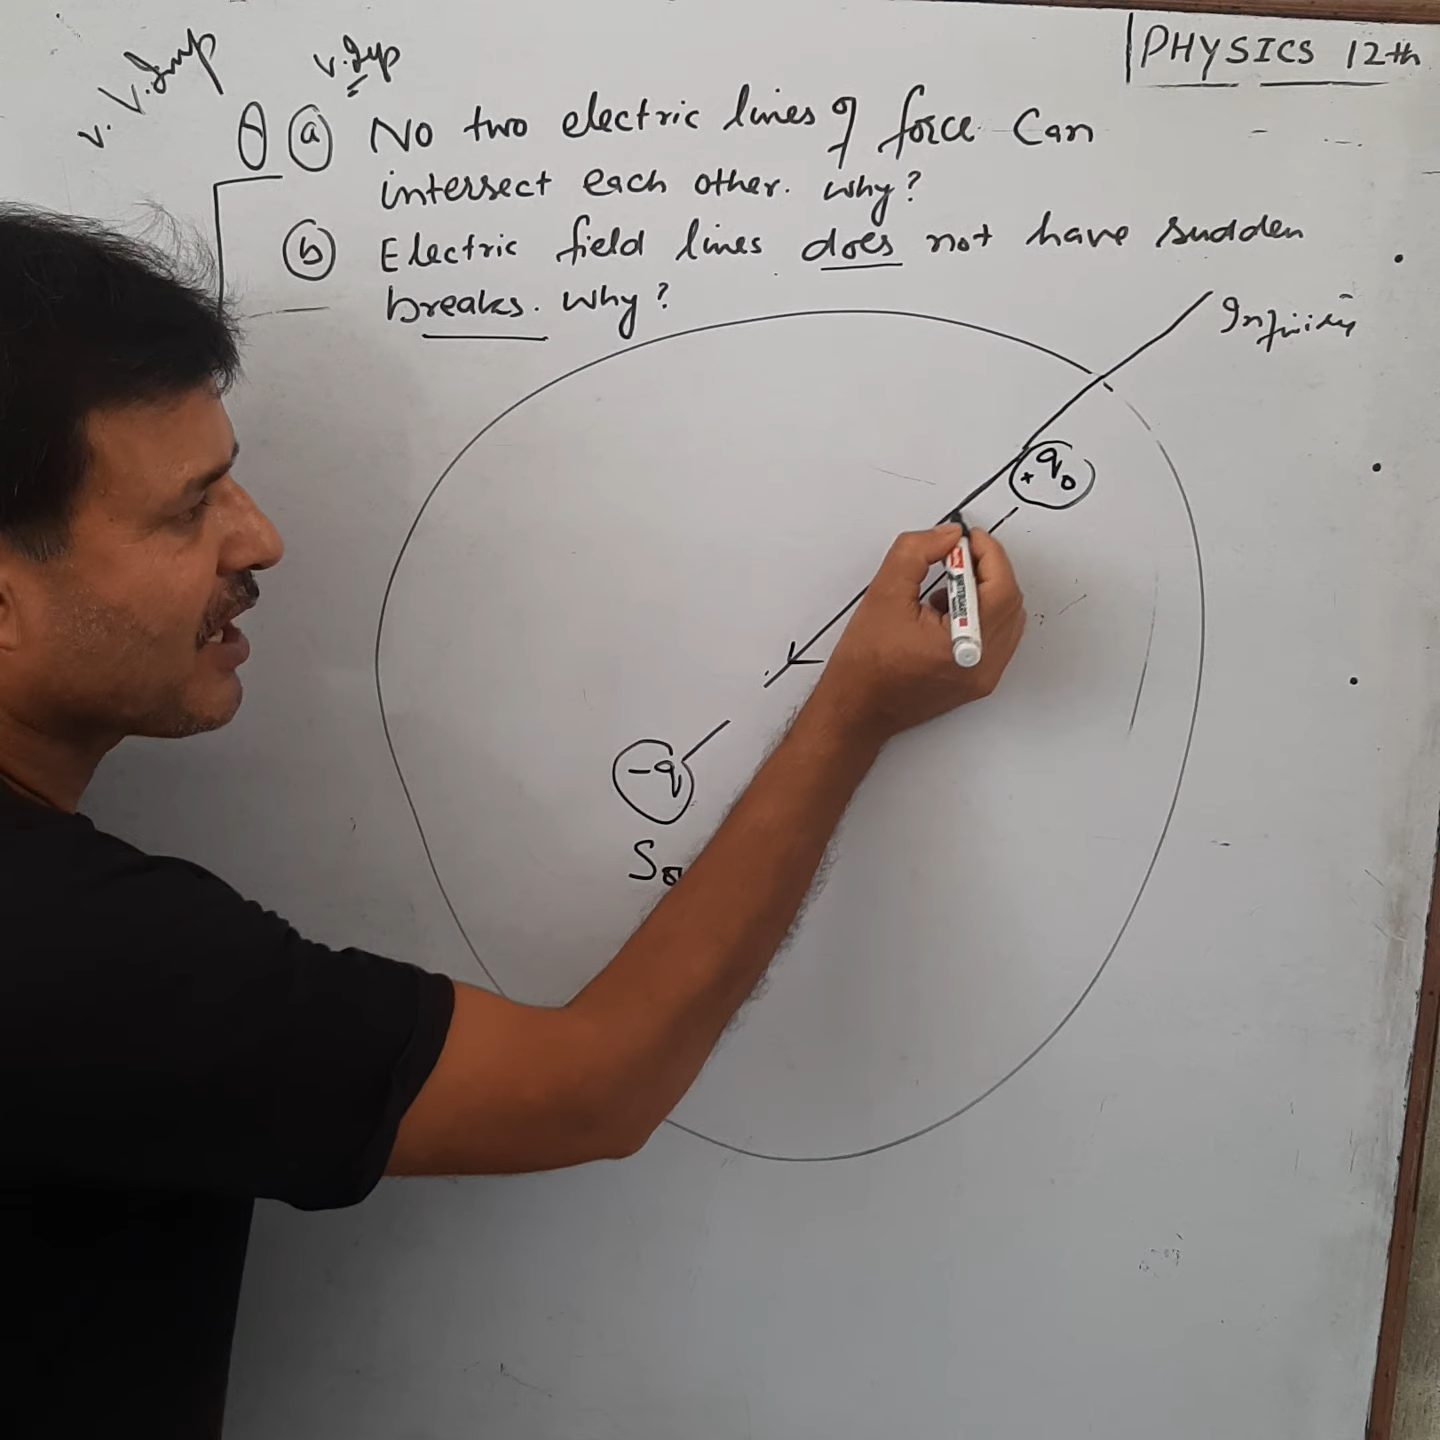 PHYSICS 12th
V. V. Imp
V. Imp
Q (a) No two electric lines of force can
intersect each other. Why?
(b) Electric field lines does not have sudden
breaks. Why?
Infinity
+q0
-q